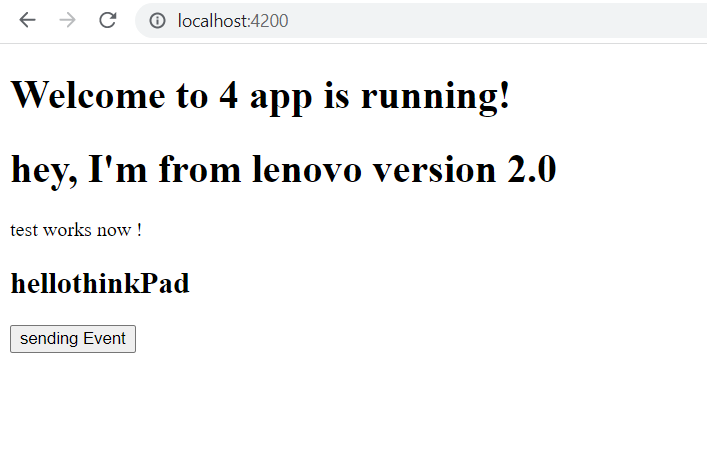 localhost:4200
Welcome to 4 app is running!
hey, I'm from lenovo version 2.0
test works now !
hellothinkPad
sending Event